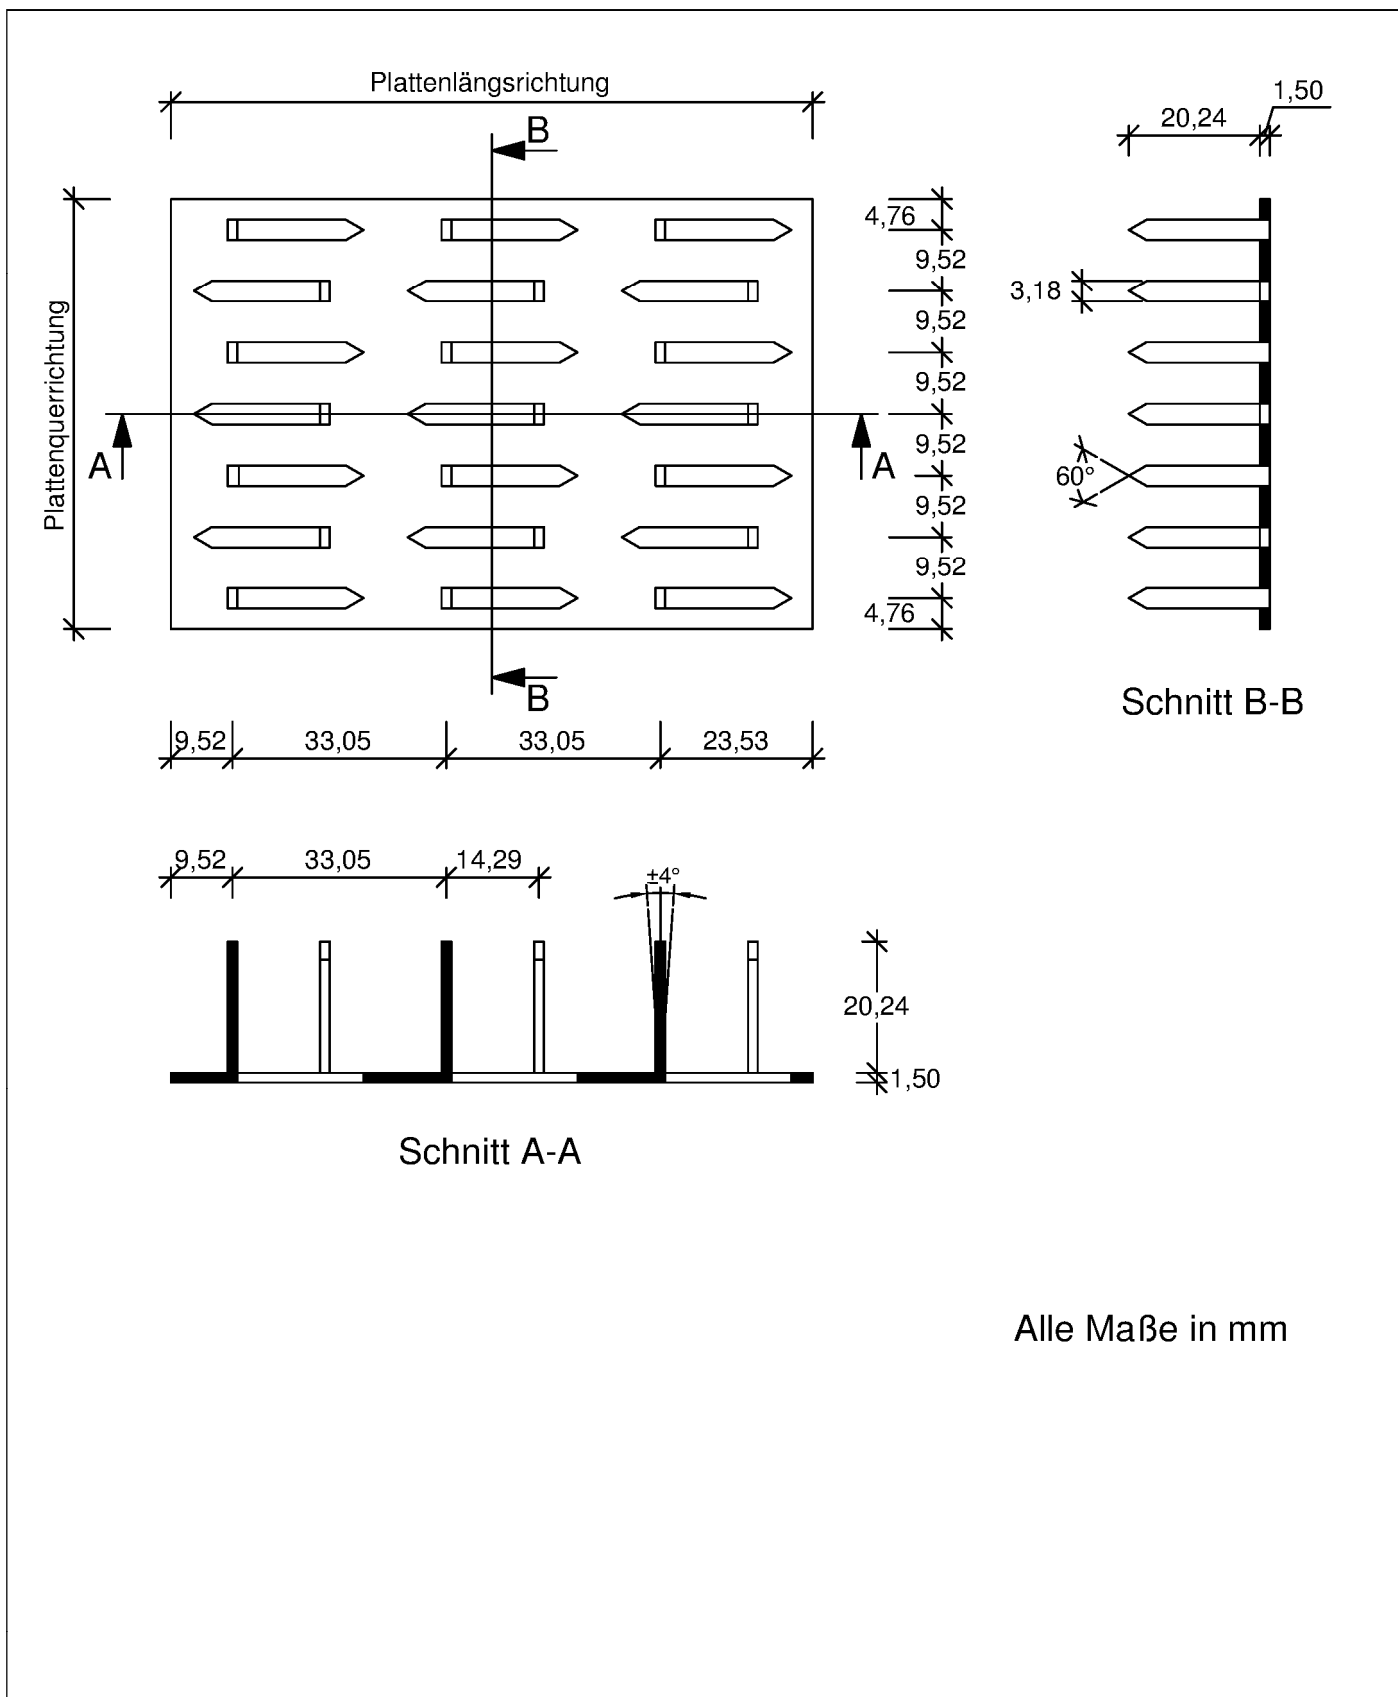 Plattenlängsrichtung
B
1,50
20,24
4,76
9,52
9,52
3,18
Plattenquerrichtung
9,52
9,52
A
A
60°
9,52
9,52
4,76
B
Schnitt B-B
9,52
33,05
33,05
23,53
9,52
33,05
14,29
±4°
20,24
1,50
Schnitt A-A
Alle Maße in mm